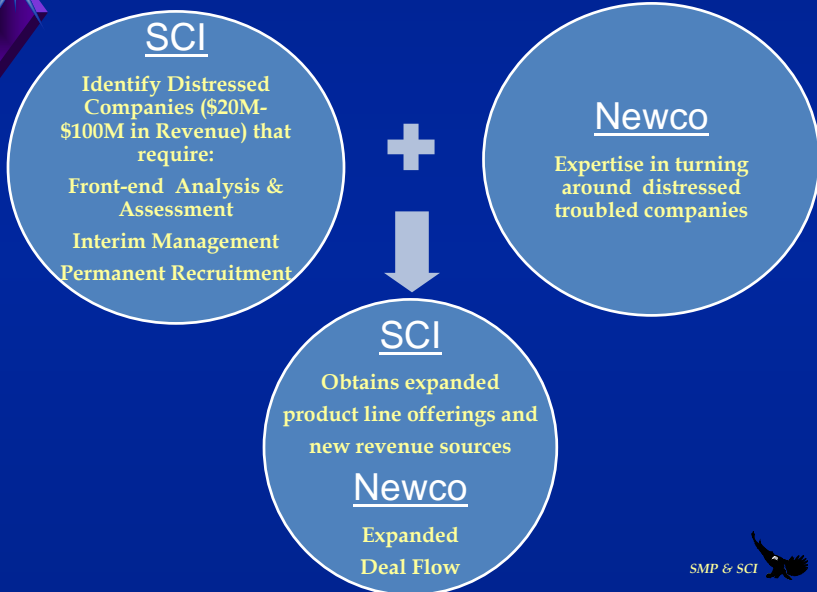 SCI
Identify Distressed
Companies ($20M-
$100M in Revenue) that
require:
Front-end Analysis &
Assessment
Interim Management
Permanent Recruitment
Newco
Expertise in turning
around distressed
troubled companies
SCI
Obtains expanded
product line offerings and
new revenue sources
Newco
Expanded
Deal Flow
SMP & SCI